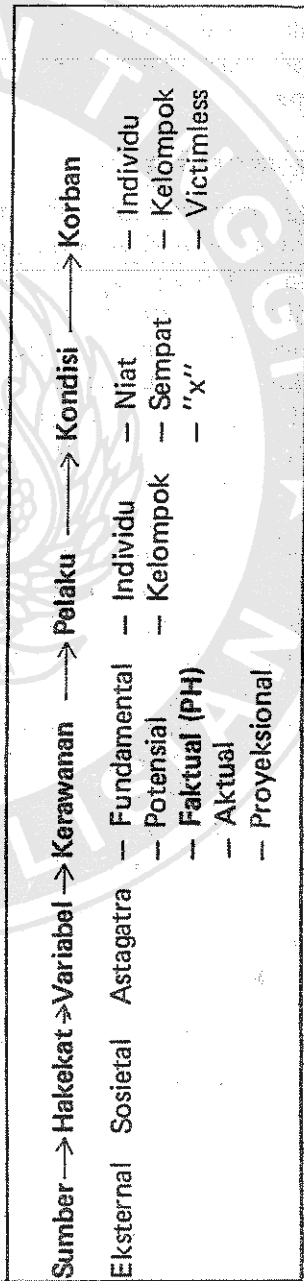 Sumber → Hakekat → Variabel → Kerawanan → Pelaku → Kondisi → Korban
Eksternal Sosietal Astagatra — Fundamental — Individu — Niat — Individu
— Potensial — Kelompok — Sempat — Kelompok
— Faktual (PH) — "x" — Victimless
— Aktual
— Proyeksional